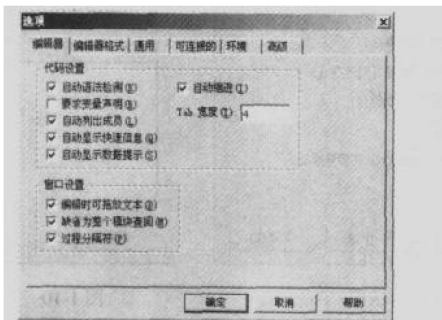 选项
编辑器 编辑器格式 通用 可连接的 环境 高级
代码设置
自动语法检测(K) 自动缩进(I)
要求变量声明(R) Tab 宽度(T) 4
自动列出成员(L)
自动显示快速信息(Q)
自动显示数据提示(S)
窗口设置
编辑时可拖放文本(D)
缺省为整个模块查阅(M)
过程分隔符(P)
确定 取消 帮助